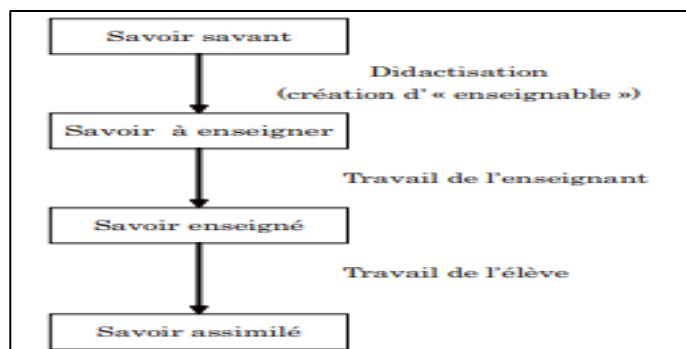 Savoir savant
Didactisation
(création d'« enseignable »)
Savoir à enseigner
Travail de l'enseignant
Savoir enseigné
Travail de l'élève
Savoir assimilé